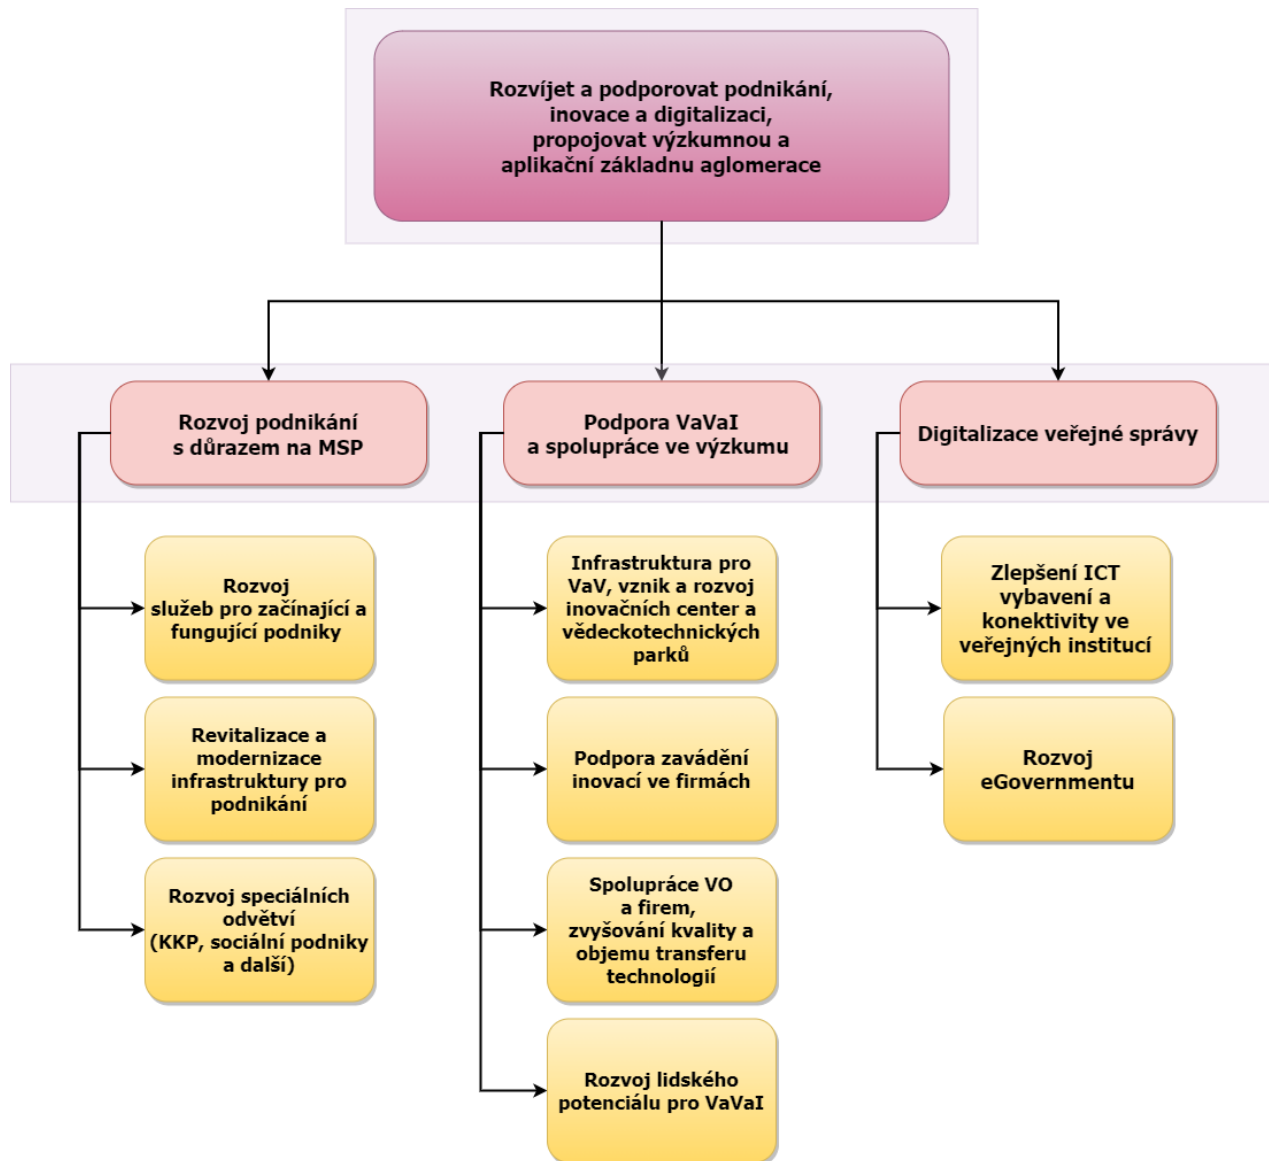 Rozvíjet a podporovat podnikání,
inovace a digitalizaci,
propojovat výzkumnou a
aplikační základnu aglomerace
Rozvoj podnikání
s důrazem na MSP
Rozvoj
služeb pro začínající a
fungující podniky
Revitalizace a
modernizace
infrastruktury pro
podnikání
Rozvoj speciálních
odvětví
(KKP, sociální podniky
a další)
Podpora VaVaI
a spolupráce ve výzkumu
Infrastruktura pro
VaV, vznik a rozvoj
inovačních center a
vědeckotechnických
parků
Podpora zavádění
inovací ve firmách
Spolupráce VO
a firem,
zvyšování kvality a
objemu transferu
technologií
Rozvoj lidského
potenciálu pro VaVaI
Digitalizace veřejné správy
Zlepšení ICT
vybavení a
konektivity ve
veřejných institucí
Rozvoj
eGovernmentu